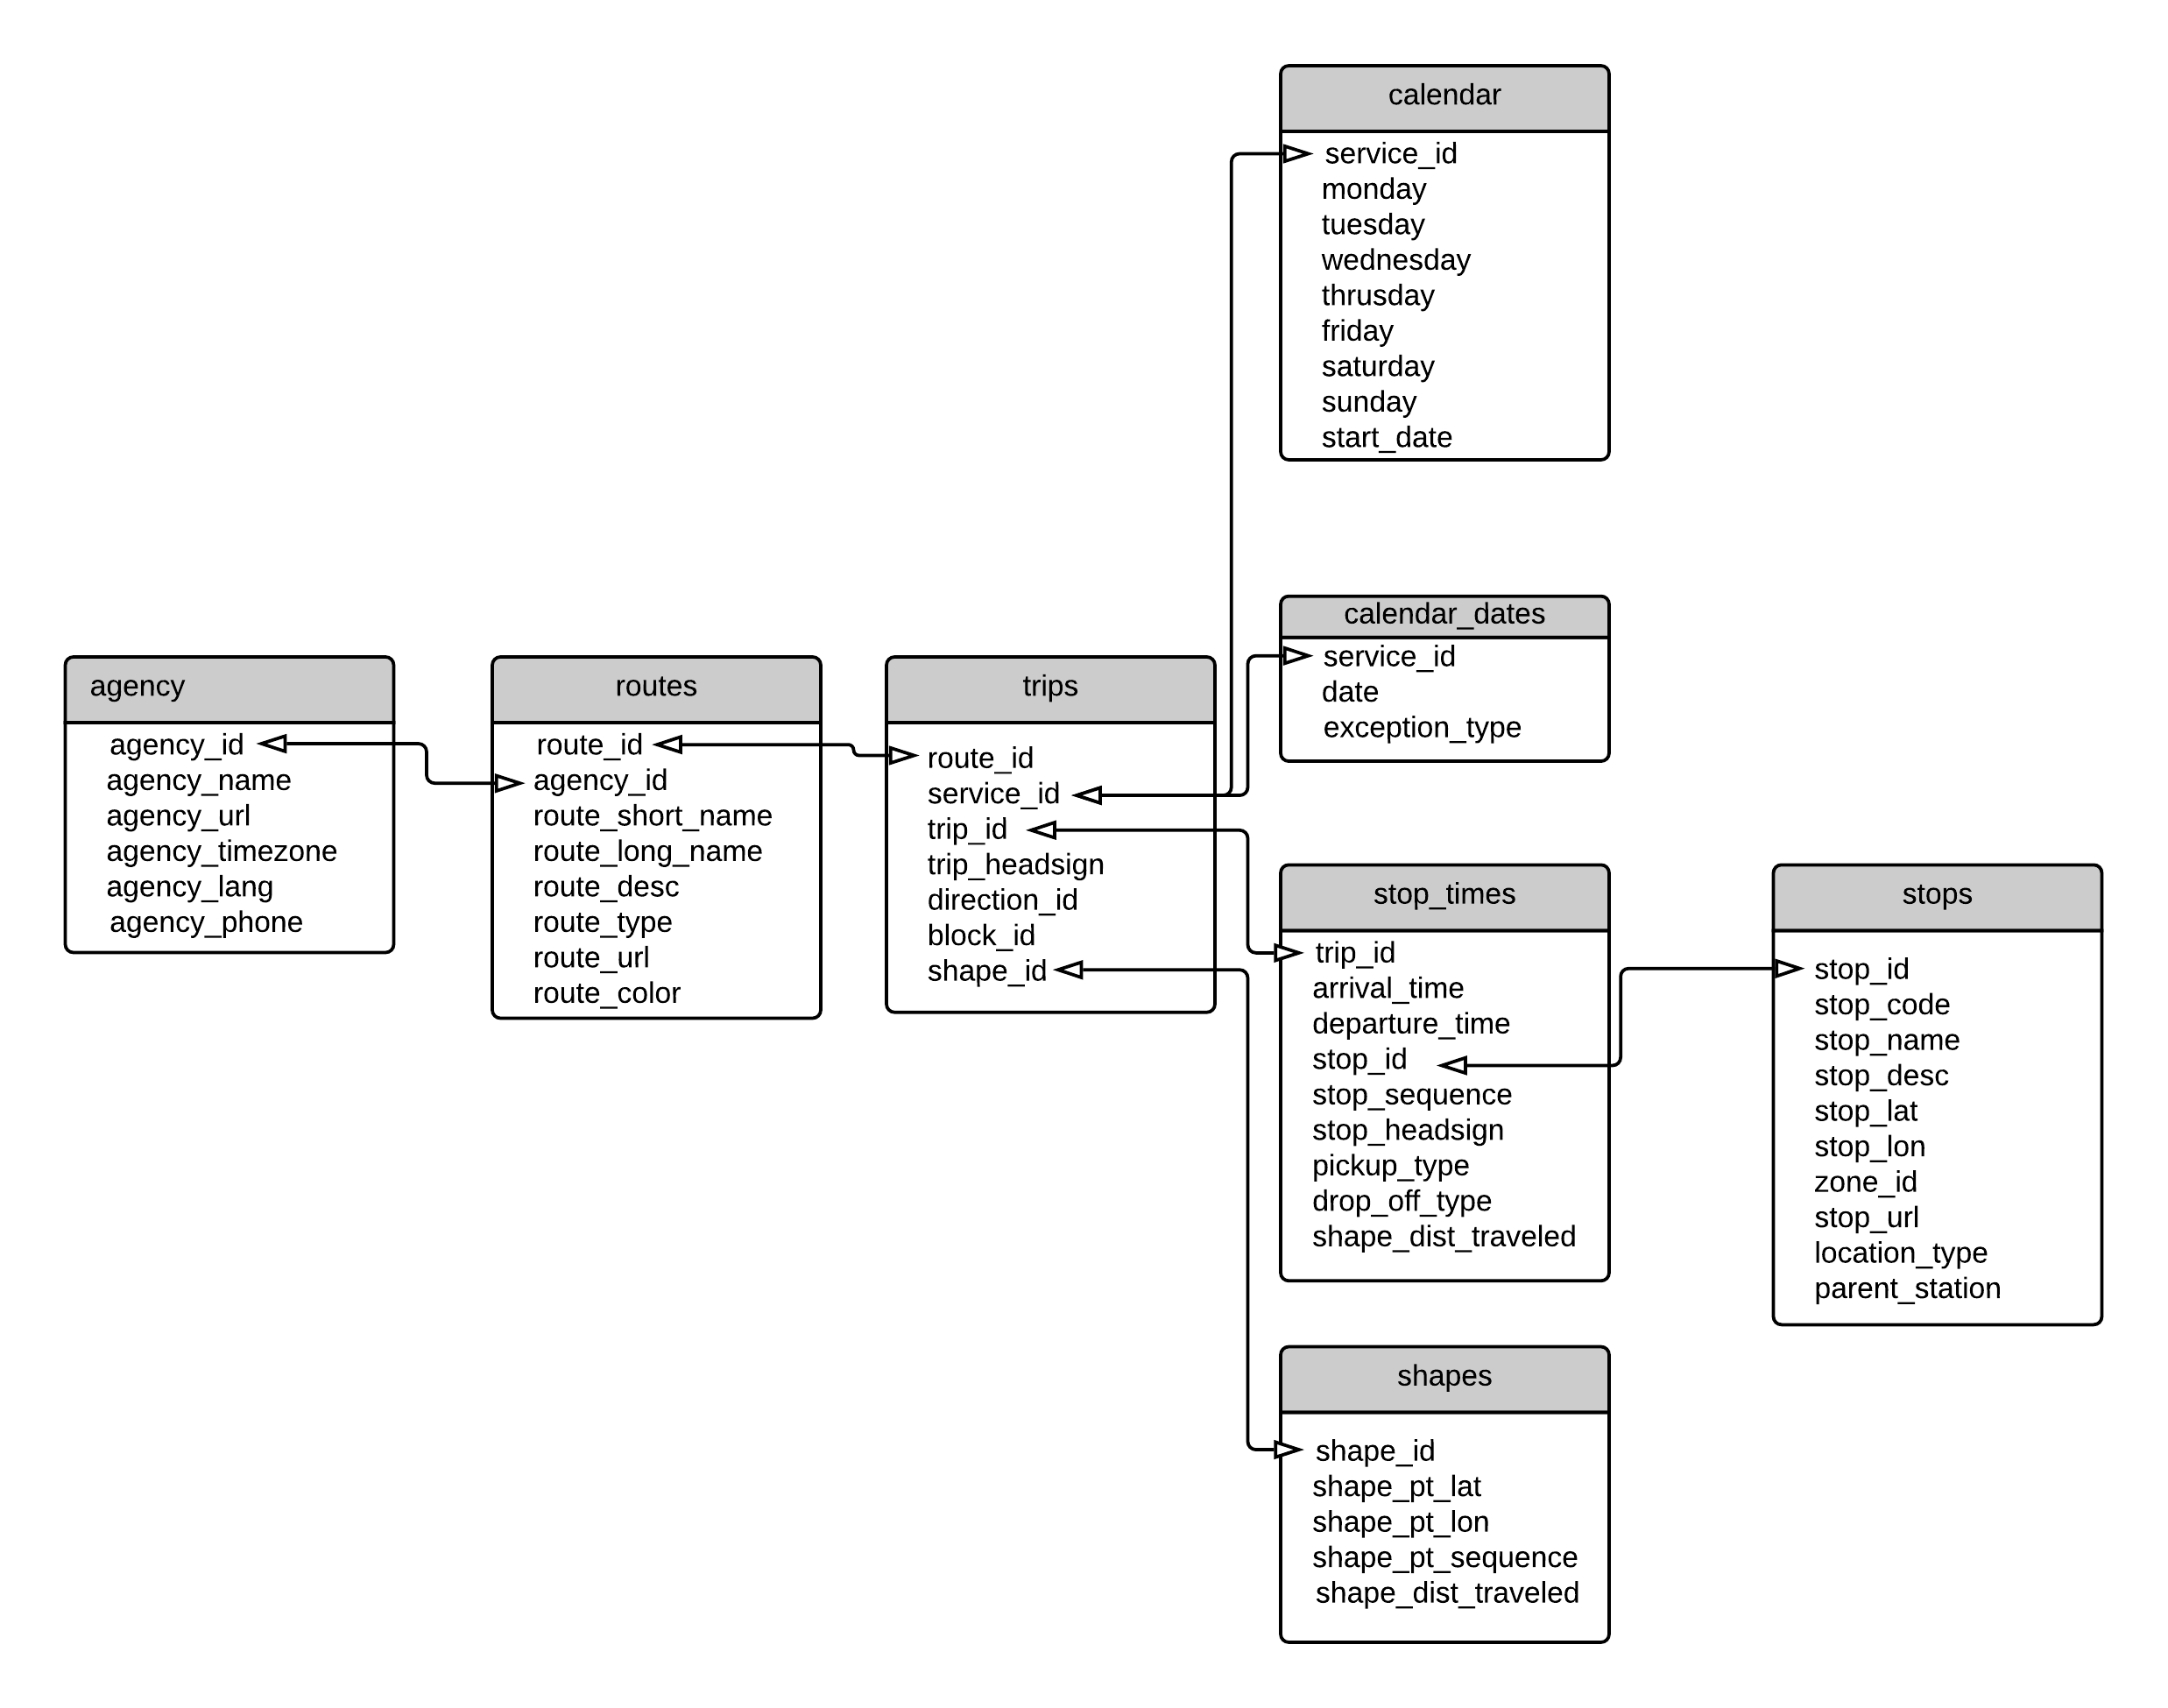 calendar
service_id
monday
tuesday
wednesday
thrusday
friday
saturday
sunday
start_date
calendar_dates
service_id
date
exception_type
agency
agency_id
agency_name
agency_url
agency_timezone
agency_lang
agency_phone
routes
route_id
agency_id
route_short_name
route_long_name
route_desc
route_type
route_url
route_color
trips
route_id
service_id
trip_id
trip_headsign
direction_id
block_id
shape_id
stop_times
trip_id
arrival_time
departure_time
stop_id
stop_sequence
stop_headsign
pickup_type
drop_off_type
shape_dist_traveled
stops
stop_id
stop_code
stop_name
stop_desc
stop_lat
stop_lon
zone_id
stop_url
location_type
parent_station
shapes
shape_id
shape_pt_lat
shape_pt_lon
shape_pt_sequence
shape_dist_traveled